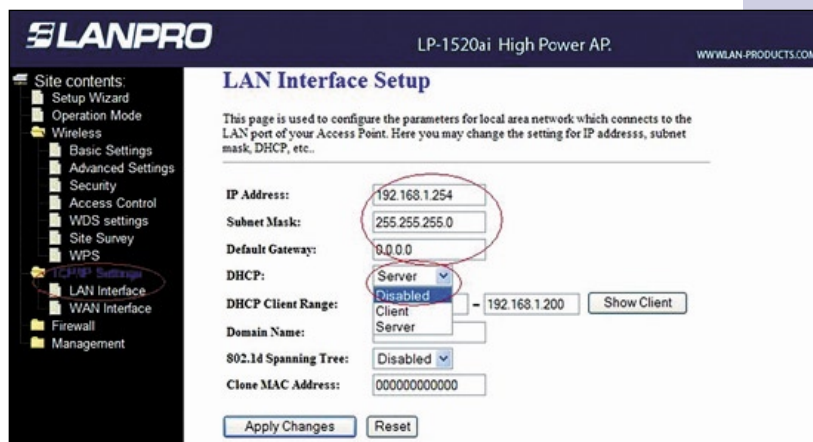 LANPRO
LP-1520ai High Power AP.
WWW.LAN-PRODUCTS.COM
Site contents:
Setup Wizard
Operation Mode
Wireless
Basic Settings
Advanced Settings
Security
Access Control
WDS settings
Site Survey
WPS
TCP/IP Settings
LAN Interface
WAN Interface
Firewall
Management
LAN Interface Setup
This page is used to configure the parameters for local area network which connects to the
LAN port of your Access Point. Here you may change the setting for IP addresss, subnet
mask, DHCP, etc..
IP Address: 192.168.1.254
Subnet Mask: 255.255.255.0
Default Gateway: 0.0.0.0
DHCP: Server
Disabled
Client
Server
DHCP Client Range: - 192.168.1.200 Show Client
Domain Name:
802.1d Spanning Tree: Disabled
Clone MAC Address: 000000000000
Apply Changes Reset